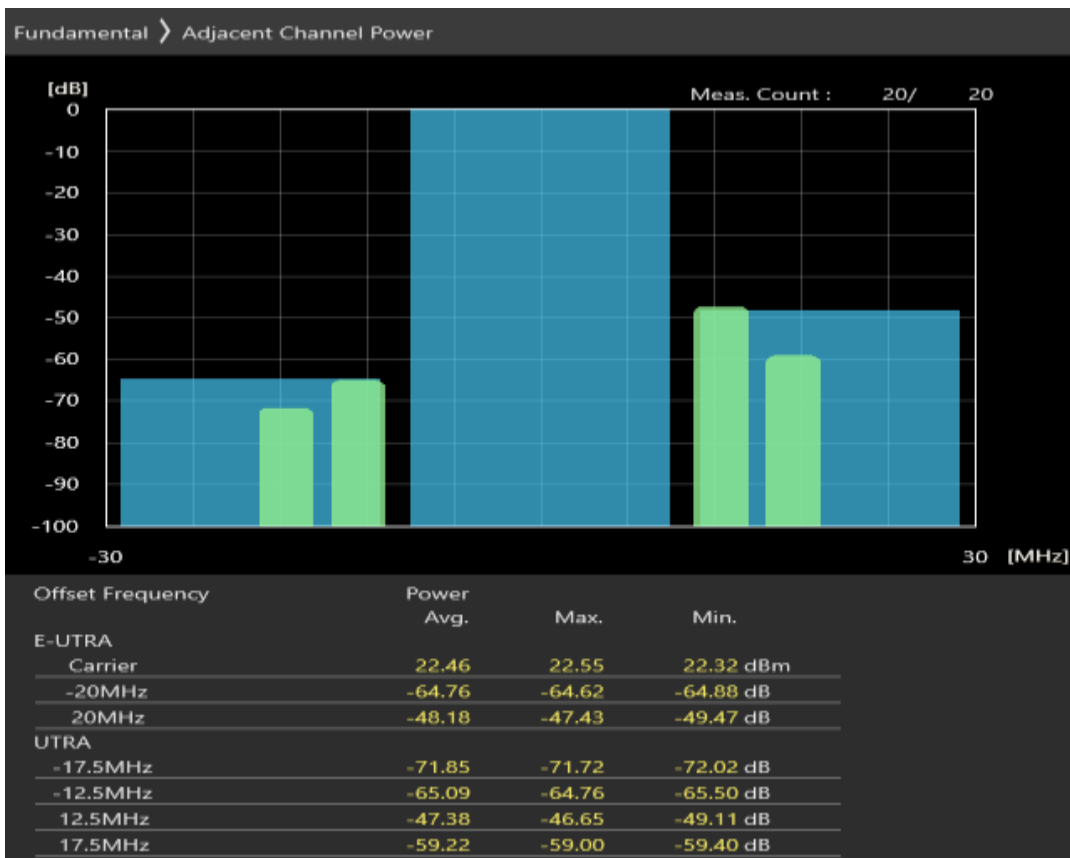 Fundamental 〉 Adjacent Channel Power
[dB]
Meas. Count : 20/ 20
0
-10
-20
-30
-40
-50
-60
-70
-80
-90
-100
-30 30 [MHz]
Offset Frequency Power
Avg. Max. Min.
E-UTRA
Carrier 22.46 22.55 22.32 dBm
-20MHz -64.76 -64.62 -64.88 dB
20MHz -48.18 -47.43 -49.47 dB
UTRA
-17.5MHz -71.85 -71.72 -72.02 dB
-12.5MHz -65.09 -64.76 -65.50 dB
12.5MHz -47.38 -46.65 -49.11 dB
17.5MHz -59.22 -59.00 -59.40 dB